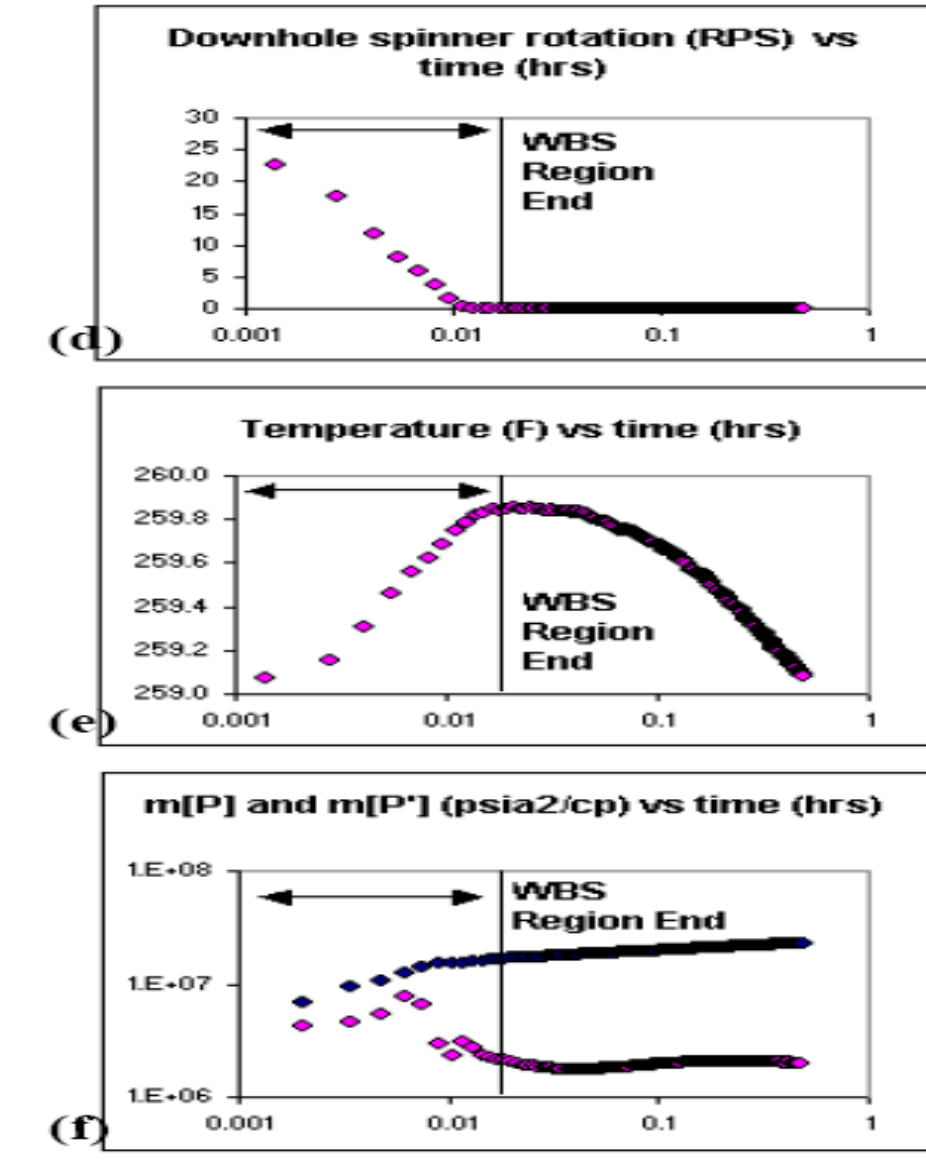 Downhole spinner rotation (RPS) vs
time (hrs)
30
25
20
15
10
5
0
WBS
Region
End
0.001 0.01 0.1 1
(d)
Temperature (F) vs time (hrs)
260.0
259.8
259.6
259.4
259.2
259.0
WBS
Region
End
0.001 0.01 0.1 1
(e)
m[P] and m[P'] (psia2/cp) vs time (hrs)
1.E+08
1.E+07
1.E+06
WBS
Region End
0.001 0.01 0.1 1
(f)